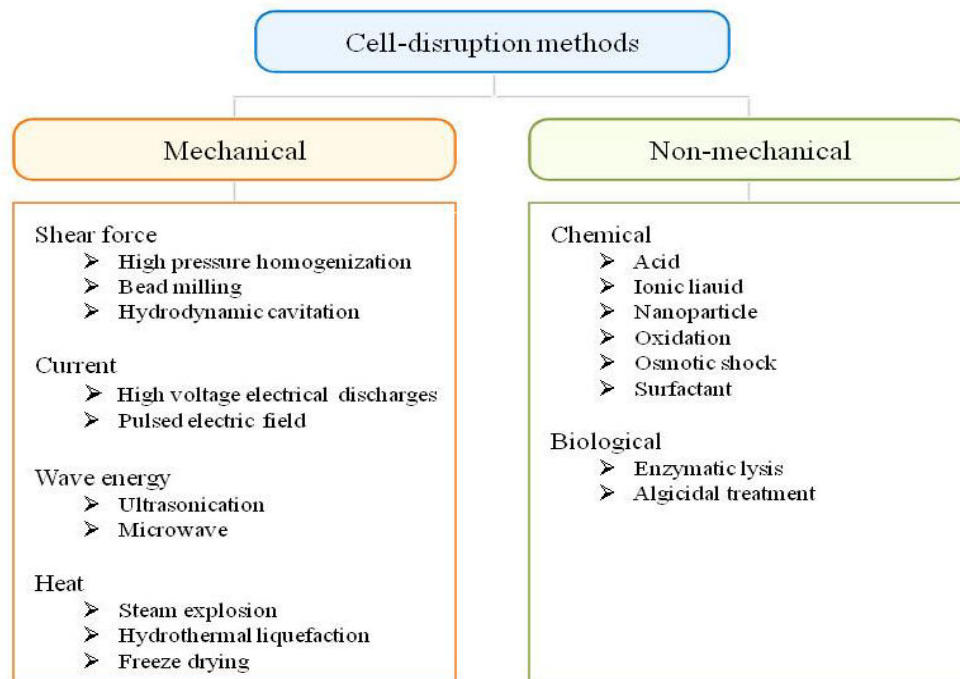 Cell-disruption methods
Mechanical
Non-mechanical
Shear force
➢ High pressure homogenization
➢ Bead milling
➢ Hydrodynamic cavitation
Current
➢ High voltage electrical discharges
➢ Pulsed electric field
Wave energy
➢ Ultrasonication
➢ Microwave
Heat
➢ Steam explosion
➢ Hydrothermal liquefaction
➢ Freeze drying
Chemical
➢ Acid
➢ Ionic liauid
➢ Nanoparticle
➢ Oxidation
➢ Osmotic shock
➢ Surfactant
Biological
➢ Enzymatic lysis
➢ Algicidal treatment